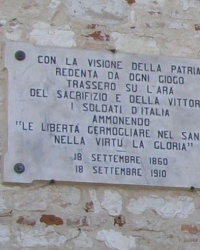 CON LA VISIONE DELLA PATRIA
REDENTA DA OGNI GIOGO
TRASSERO SU L'ARA
DEL SACRIFIZIO E DELLA VITTOR
I SOLDATI D'ITALIA
AMMONENDO
"LE LIBERTÀ GERMOGLIARE NEL SAN
NELLA VIRTÙ LA GLORIA"
18 SETTEMBRE 1860
18 SETTEMBRE 1910